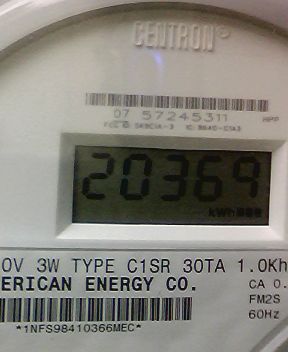 CENTRON®
07 57245311
20369
kWh
0V 3W TYPE C1SR 30TA 1.0Kh
ERICAN ENERGY CO. CA 0.
FM2S
60Hz
*1NFS98410366MEC*